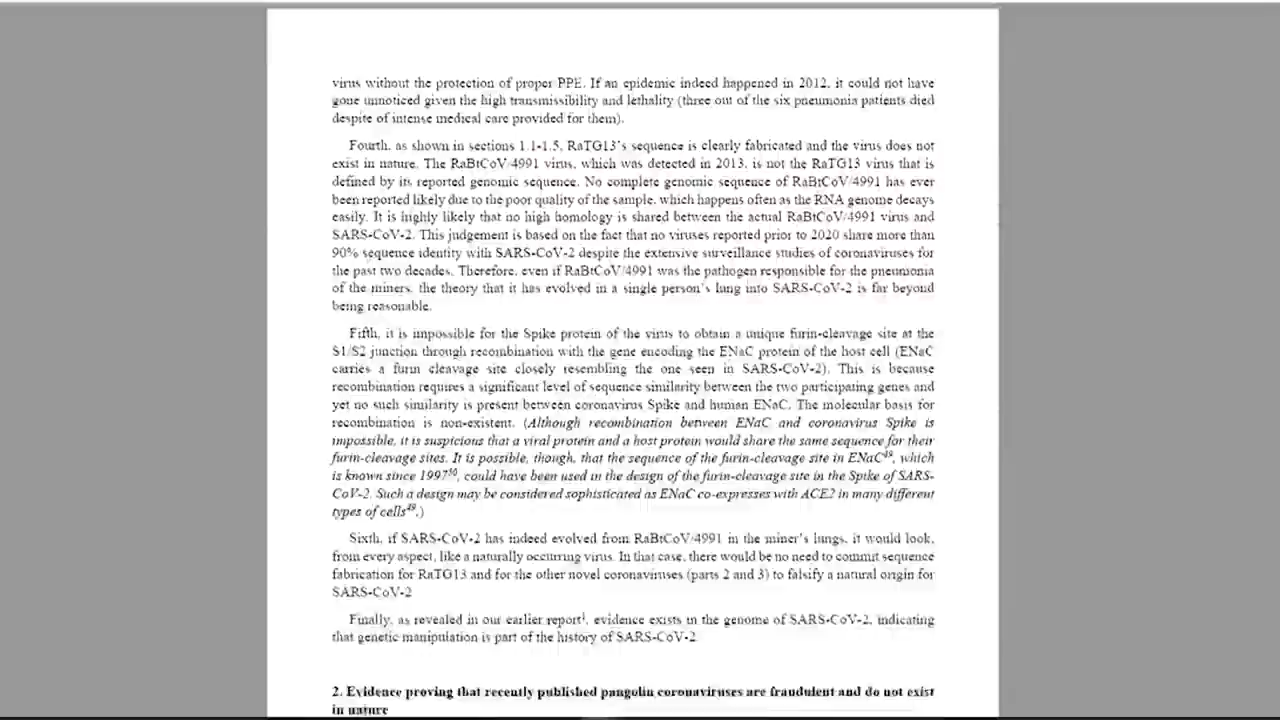 virus without the protection of proper PPE. If an epidemic indeed happened in 2012, it could not have
gone unnoticed given the high transmissibility and lethality (three out of the six pneumonia patients died
despite of intense medical care provided for them).
Fourth, as shown in sections 1.1-1.5, RaTG13's sequence is clearly fabricated and the virus does not
exist in nature. The RaBtCoV/4991 virus, which was detected in 2013, is not the RaTG13 virus that is
defined by its reported genomic sequence. No complete genomic sequence of RaBtCoV/4991 has ever
been reported likely due to the poor quality of the sample, which happens often as the RNA genome decays
easily. It is highly likely that no high homology is shared between the actual RaBtCoV/4991 virus and
SARS-CoV-2. This judgement is based on the fact that no viruses reported prior to 2020 share more than
90% sequence identity with SARS-CoV-2 despite the extensive surveillance studies of coronaviruses for
the past two decades. Therefore, even if RaBtCoV/4991 was the pathogen responsible for the pneumonia
of the miners, the theory that it has evolved in a single person's lung into SARS-CoV-2 is far beyond
being reasonable.
Fifth, it is impossible for the Spike protein of the virus to obtain a unique furin-cleavage site at the
S1/S2 junction through recombination with the gene encoding the ENaC protein of the host cell (ENaC
carries a furin cleavage site closely resembling the one seen in SARS-CoV-2). This is because
recombination requires a significant level of sequence similarity between the two participating genes and
yet no such similarity is present between coronavirus Spike and human ENaC. The molecular basis for
recombination is non-existent. (Although recombination between ENaC and coronavirus Spike is
impossible, it is suspicious that a viral protein and a host protein would share the same sequence for their
furin-cleavage sites. It is possible, though, that the sequence of the furin-cleavage site in ENaC49, which
is known since 199750, could have been used in the design of the furin-cleavage site in the Spike of SARS-
CoV-2. Such a design may be considered sophisticated as ENaC co-expresses with ACE2 in many different
types of cells49.)
Sixth, if SARS-CoV-2 has indeed evolved from RaBtCoV/4991 in the miner's lungs, it would look,
from every aspect, like a naturally occurring virus. In that case, there would be no need to commit sequence
fabrication for RaTG13 and for the other novel coronaviruses (parts 2 and 3) to falsify a natural origin for
SARS-CoV-2.
Finally, as revealed in our earlier report1, evidence exists in the genome of SARS-CoV-2, indicating
that genetic manipulation is part of the history of SARS-CoV-2.
2. Evidence proving that recently published pangolin coronaviruses are fraudulent and do not exist
in nature